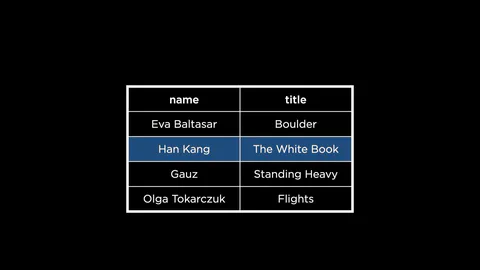 name title
Eva Baltasar Boulder
Han Kang The White Book
Gauz Standing Heavy
Olga Tokarczuk Flights